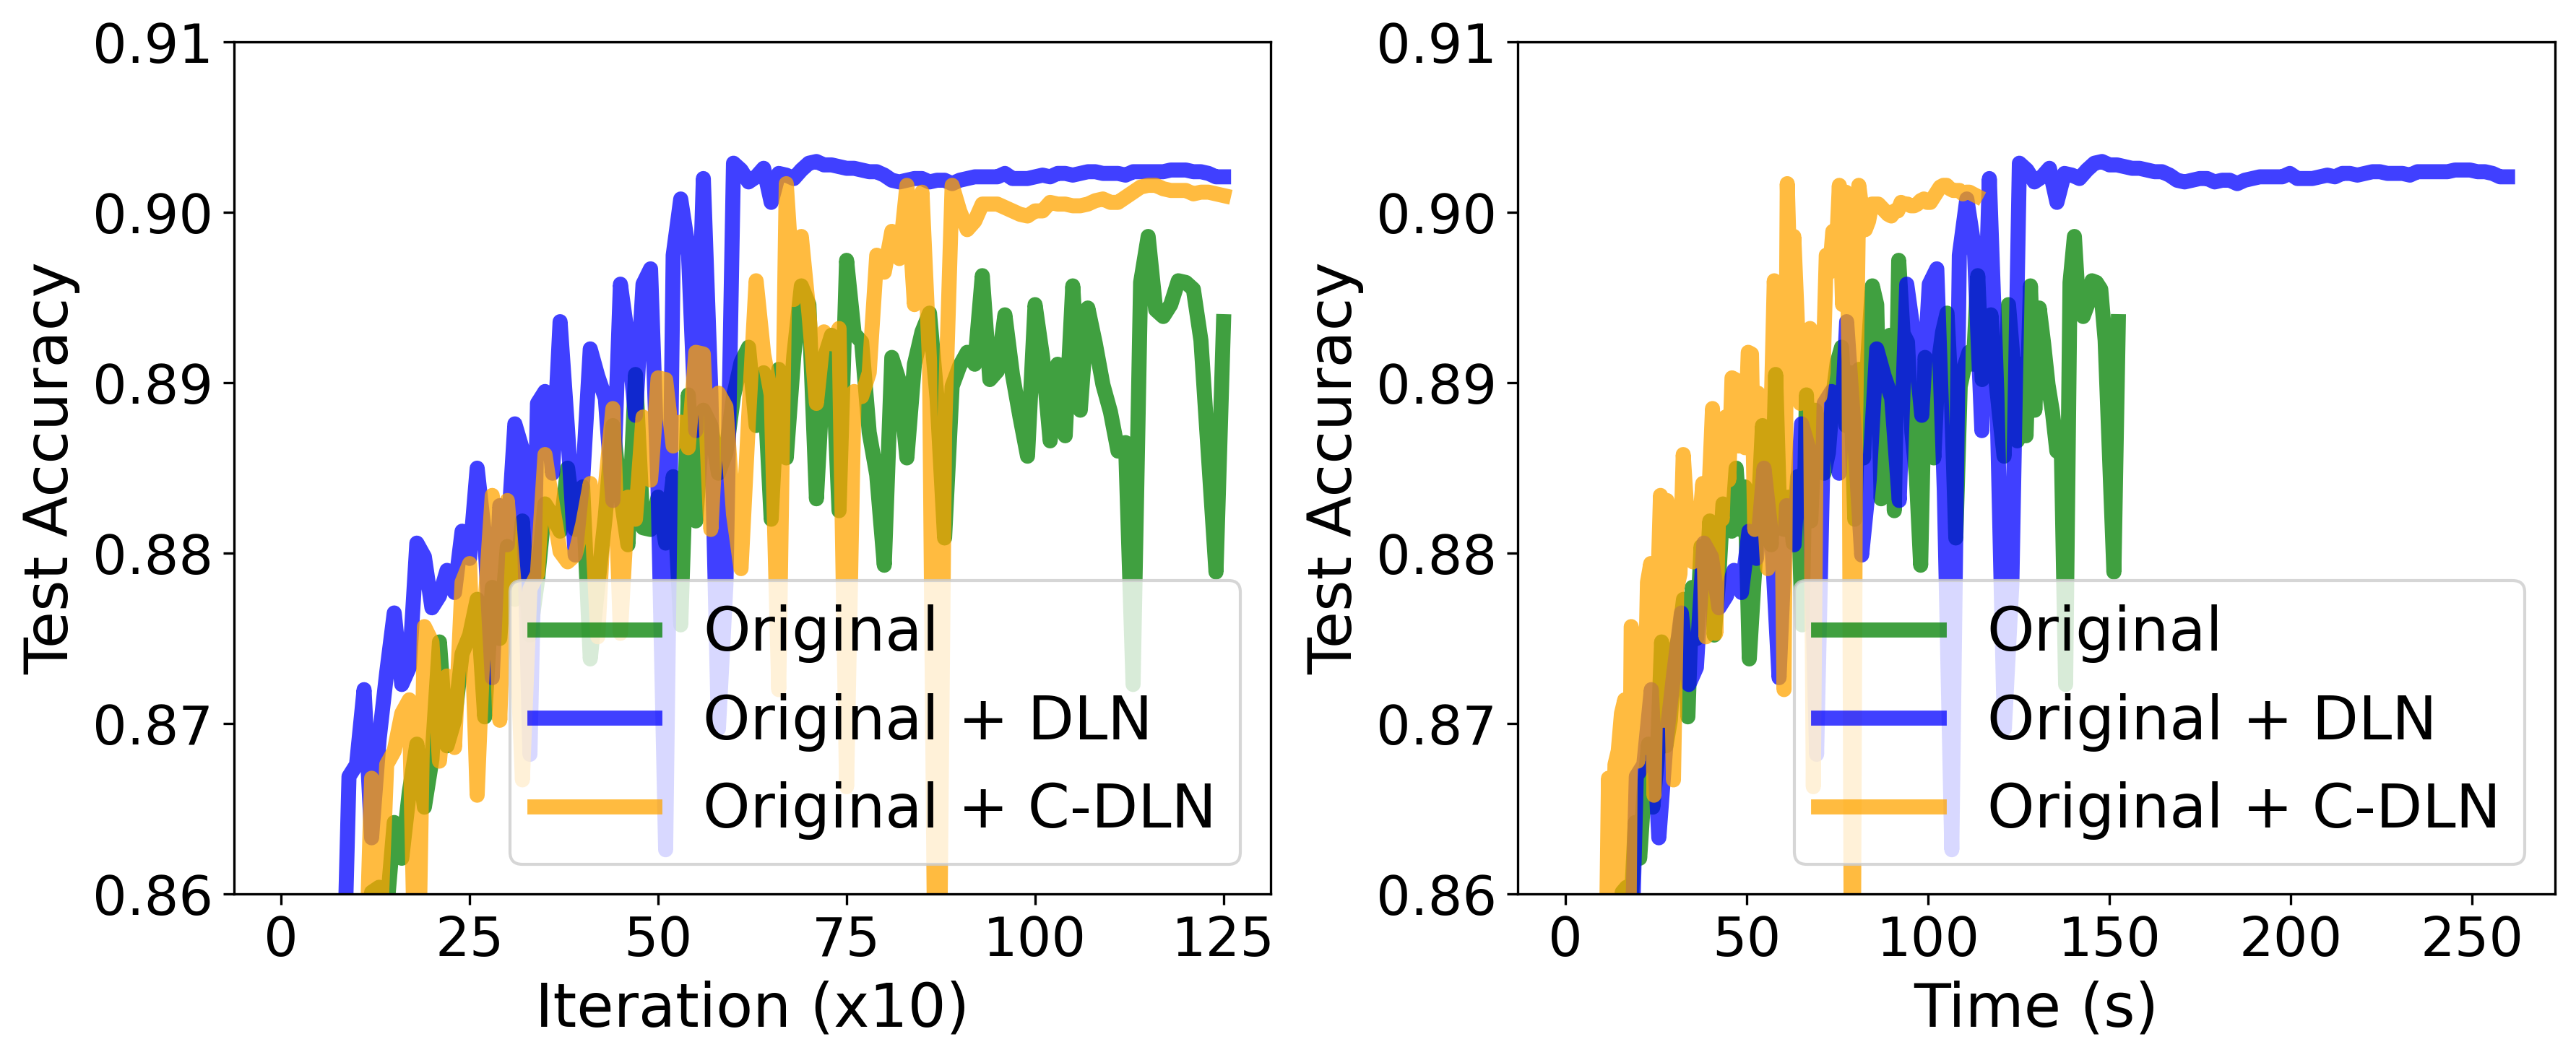 Test Accuracy
0.91
0.90
0.89
0.88
0.87
0.86
Original
Original + DLN
Original + C-DLN
0 25 50 75 100 125
Iteration (x10)
Test Accuracy
0.91
0.90
0.89
0.88
0.87
0.86
Original
Original + DLN
Original + C-DLN
0 50 100 150 200 250
Time (s)